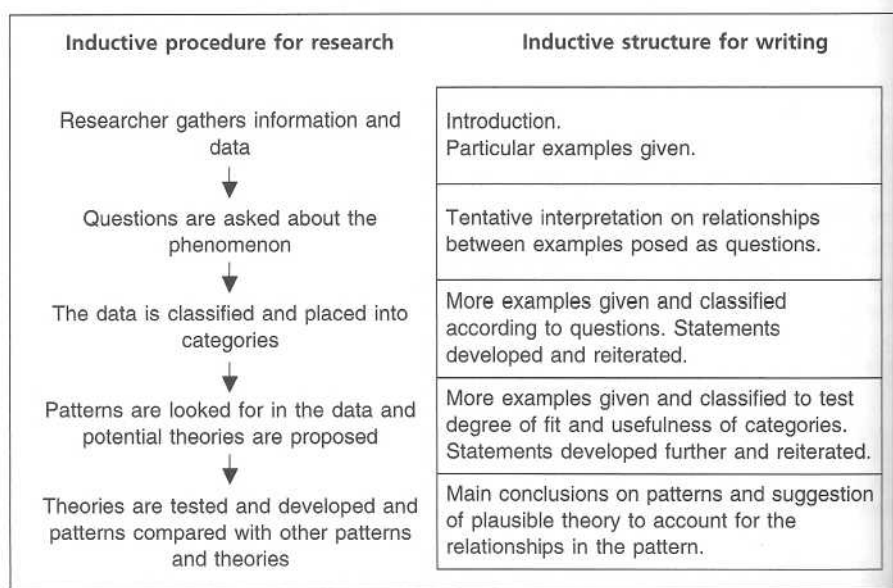 Inductive procedure for research
Researcher gathers information and
data
Questions are asked about the
phenomenon
The data is classified and placed into
categories
Patterns are looked for in the data and
potential theories are proposed
Theories are tested and developed and
patterns compared with other patterns
and theories
Inductive structure for writing
Introduction.
Particular examples given.
Tentative interpretation on relationships
between examples posed as questions.
More examples given and classified
according to questions. Statements
developed and reiterated.
More examples given and classified to test
degree of fit and usefulness of categories.
Statements developed further and reiterated.
Main conclusions on patterns and suggestion
of plausible theory to account for the
relationships in the pattern.